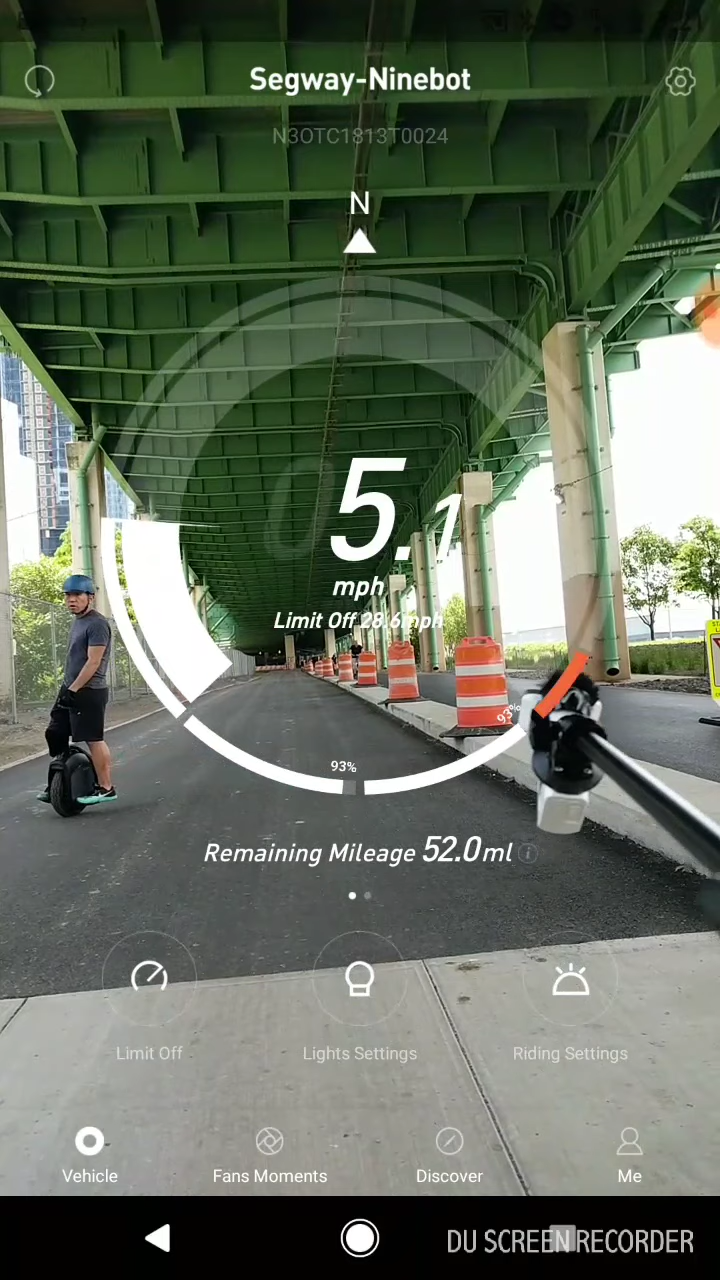 Segway-Ninebot
N3OTC1813T0024
N
5.1
mph
Limit Off 28.6mph
93%
93%
Remaining Mileage 52.0ml
Limit Off
Lights Settings
Riding Settings
Vehicle
Fans Moments
Discover
Me
DU SCREEN RECORDER